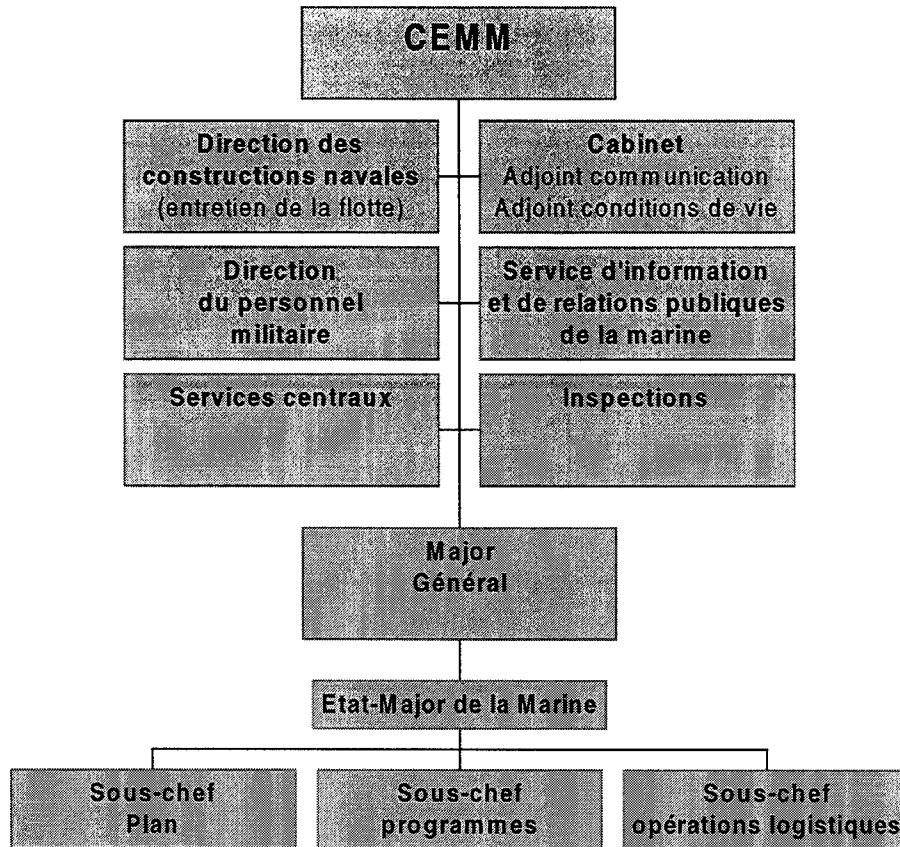 CEMM
Direction des
constructions navales
(entretien de la flotte)
Cabinet
Adjoint communication
Adjoint conditions de vie
Direction
du personnel
militaire
Service d'information
et de relations publiques
de la marine
Services centraux
Inspections
Major
Général
Etat-Major de la Marine
Sous-chef
Plan
Sous-chef
programmes
Sous-chef
opérations logistiques